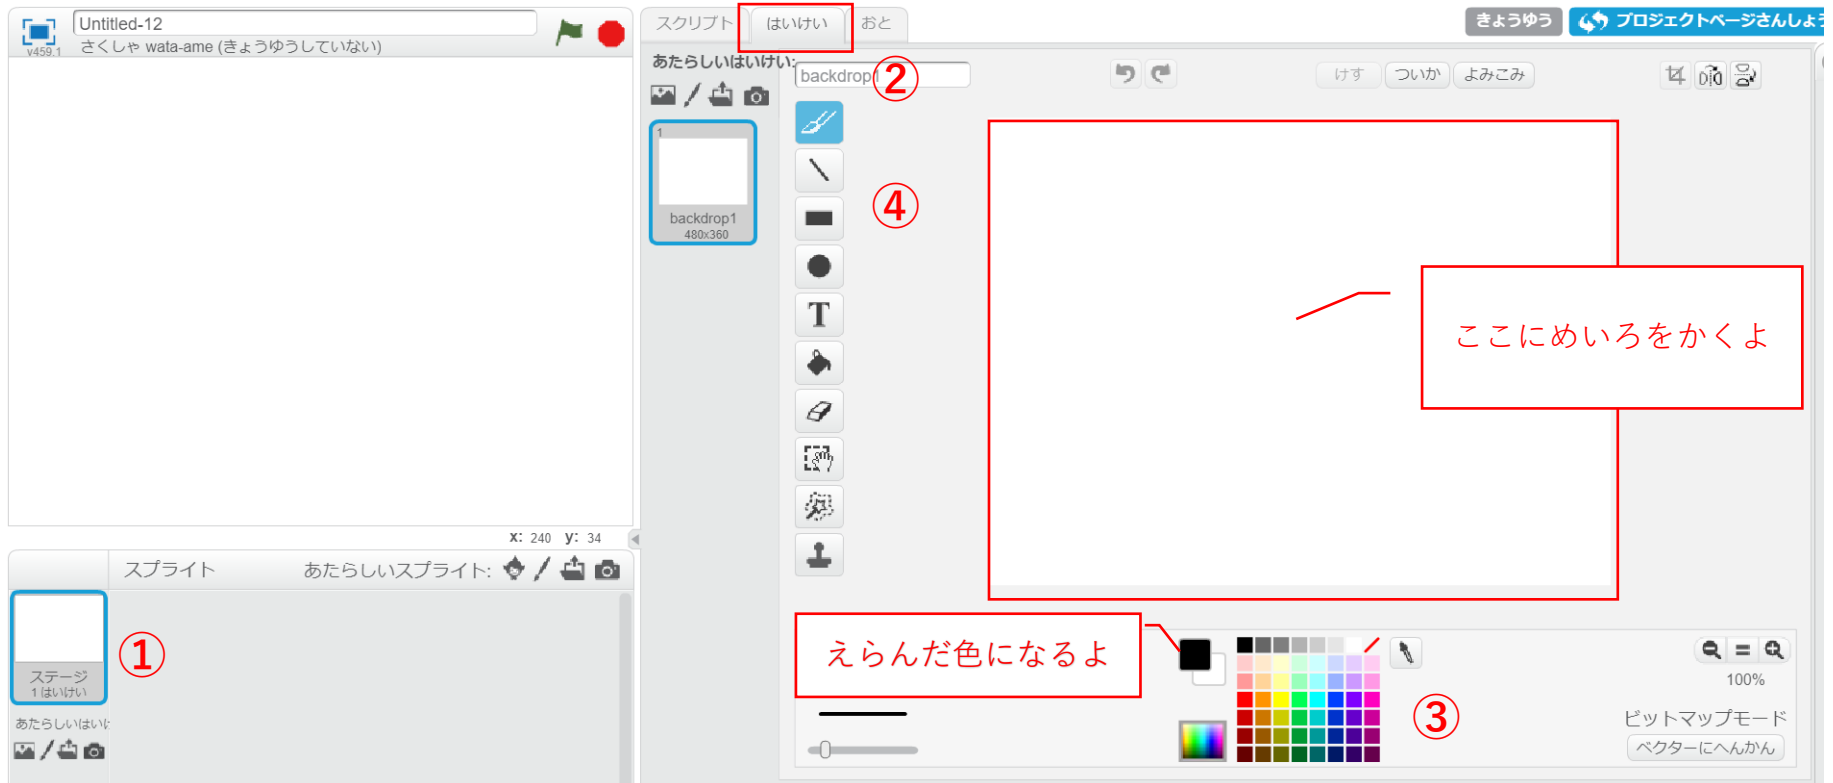 Untitled-12
v459.1
さくしゃ wata-ame (きょうゆうしていない)
スクリプト
はいけい
おと
きょうゆう
プロジェクトページさんしょう
あたらしいはいけい:
backdrop1
②
けす
ついか
よみこみ
1
backdrop1
480x360
④
T
ここにめいろをかくよ
x: 240 y: 34
スプライト
あたらしいスプライト:
①
ステージ
1 はいけい
あたらしいはいけ
えらんだ色になるよ
③
100%
ビットマップモード
ベクターにへんかん